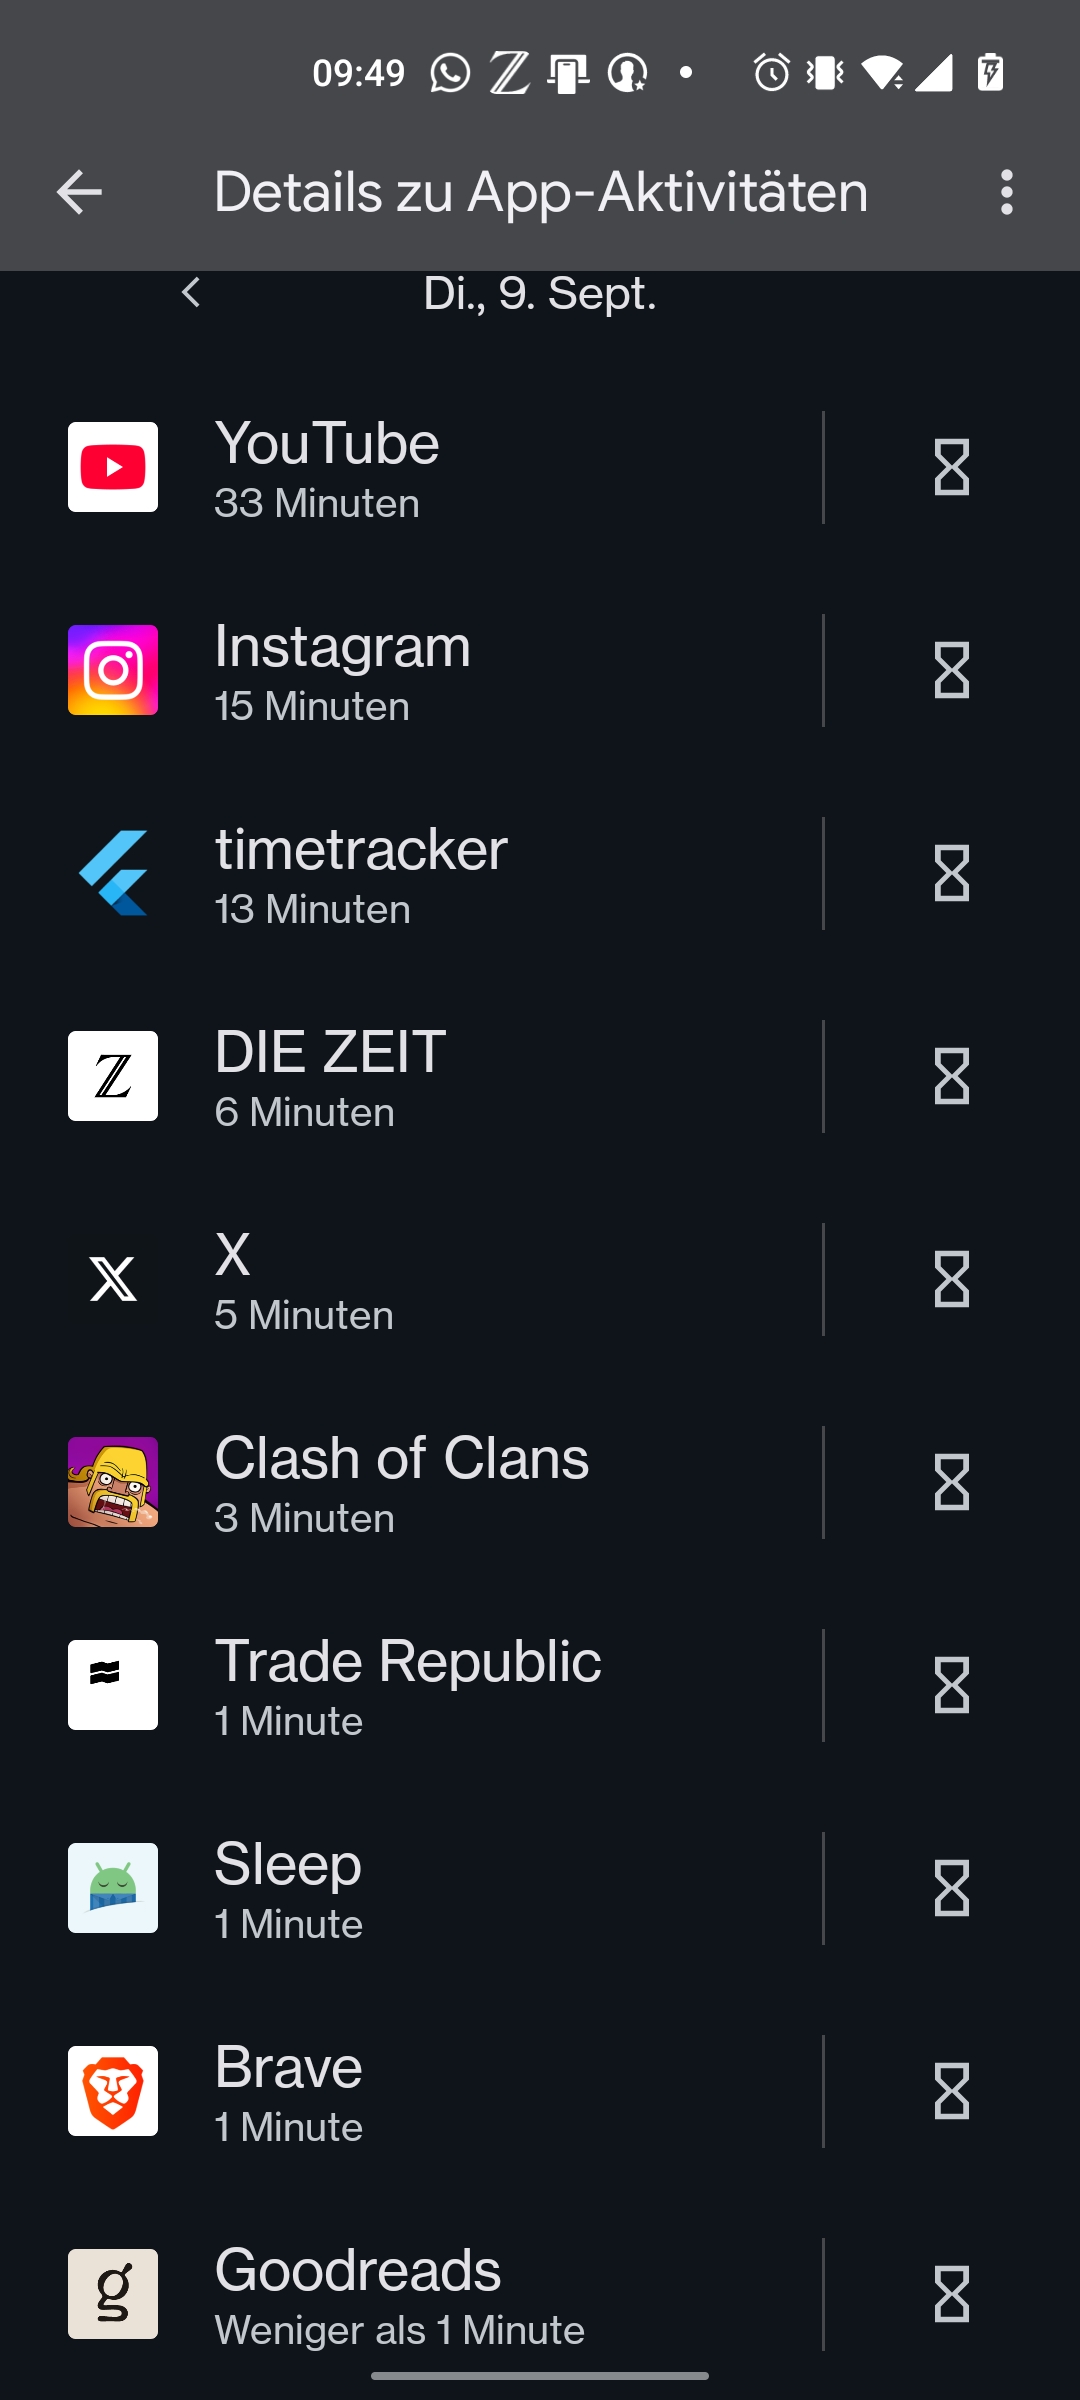 09:49
Details zu App-Aktivitäten
Di., 9. Sept.
YouTube
33 Minuten
Instagram
15 Minuten
timetracker
13 Minuten
DIE ZEIT
6 Minuten
X
5 Minuten
Clash of Clans
3 Minuten
Trade Republic
1 Minute
Sleep
1 Minute
Brave
1 Minute
Goodreads
Weniger als 1 Minute